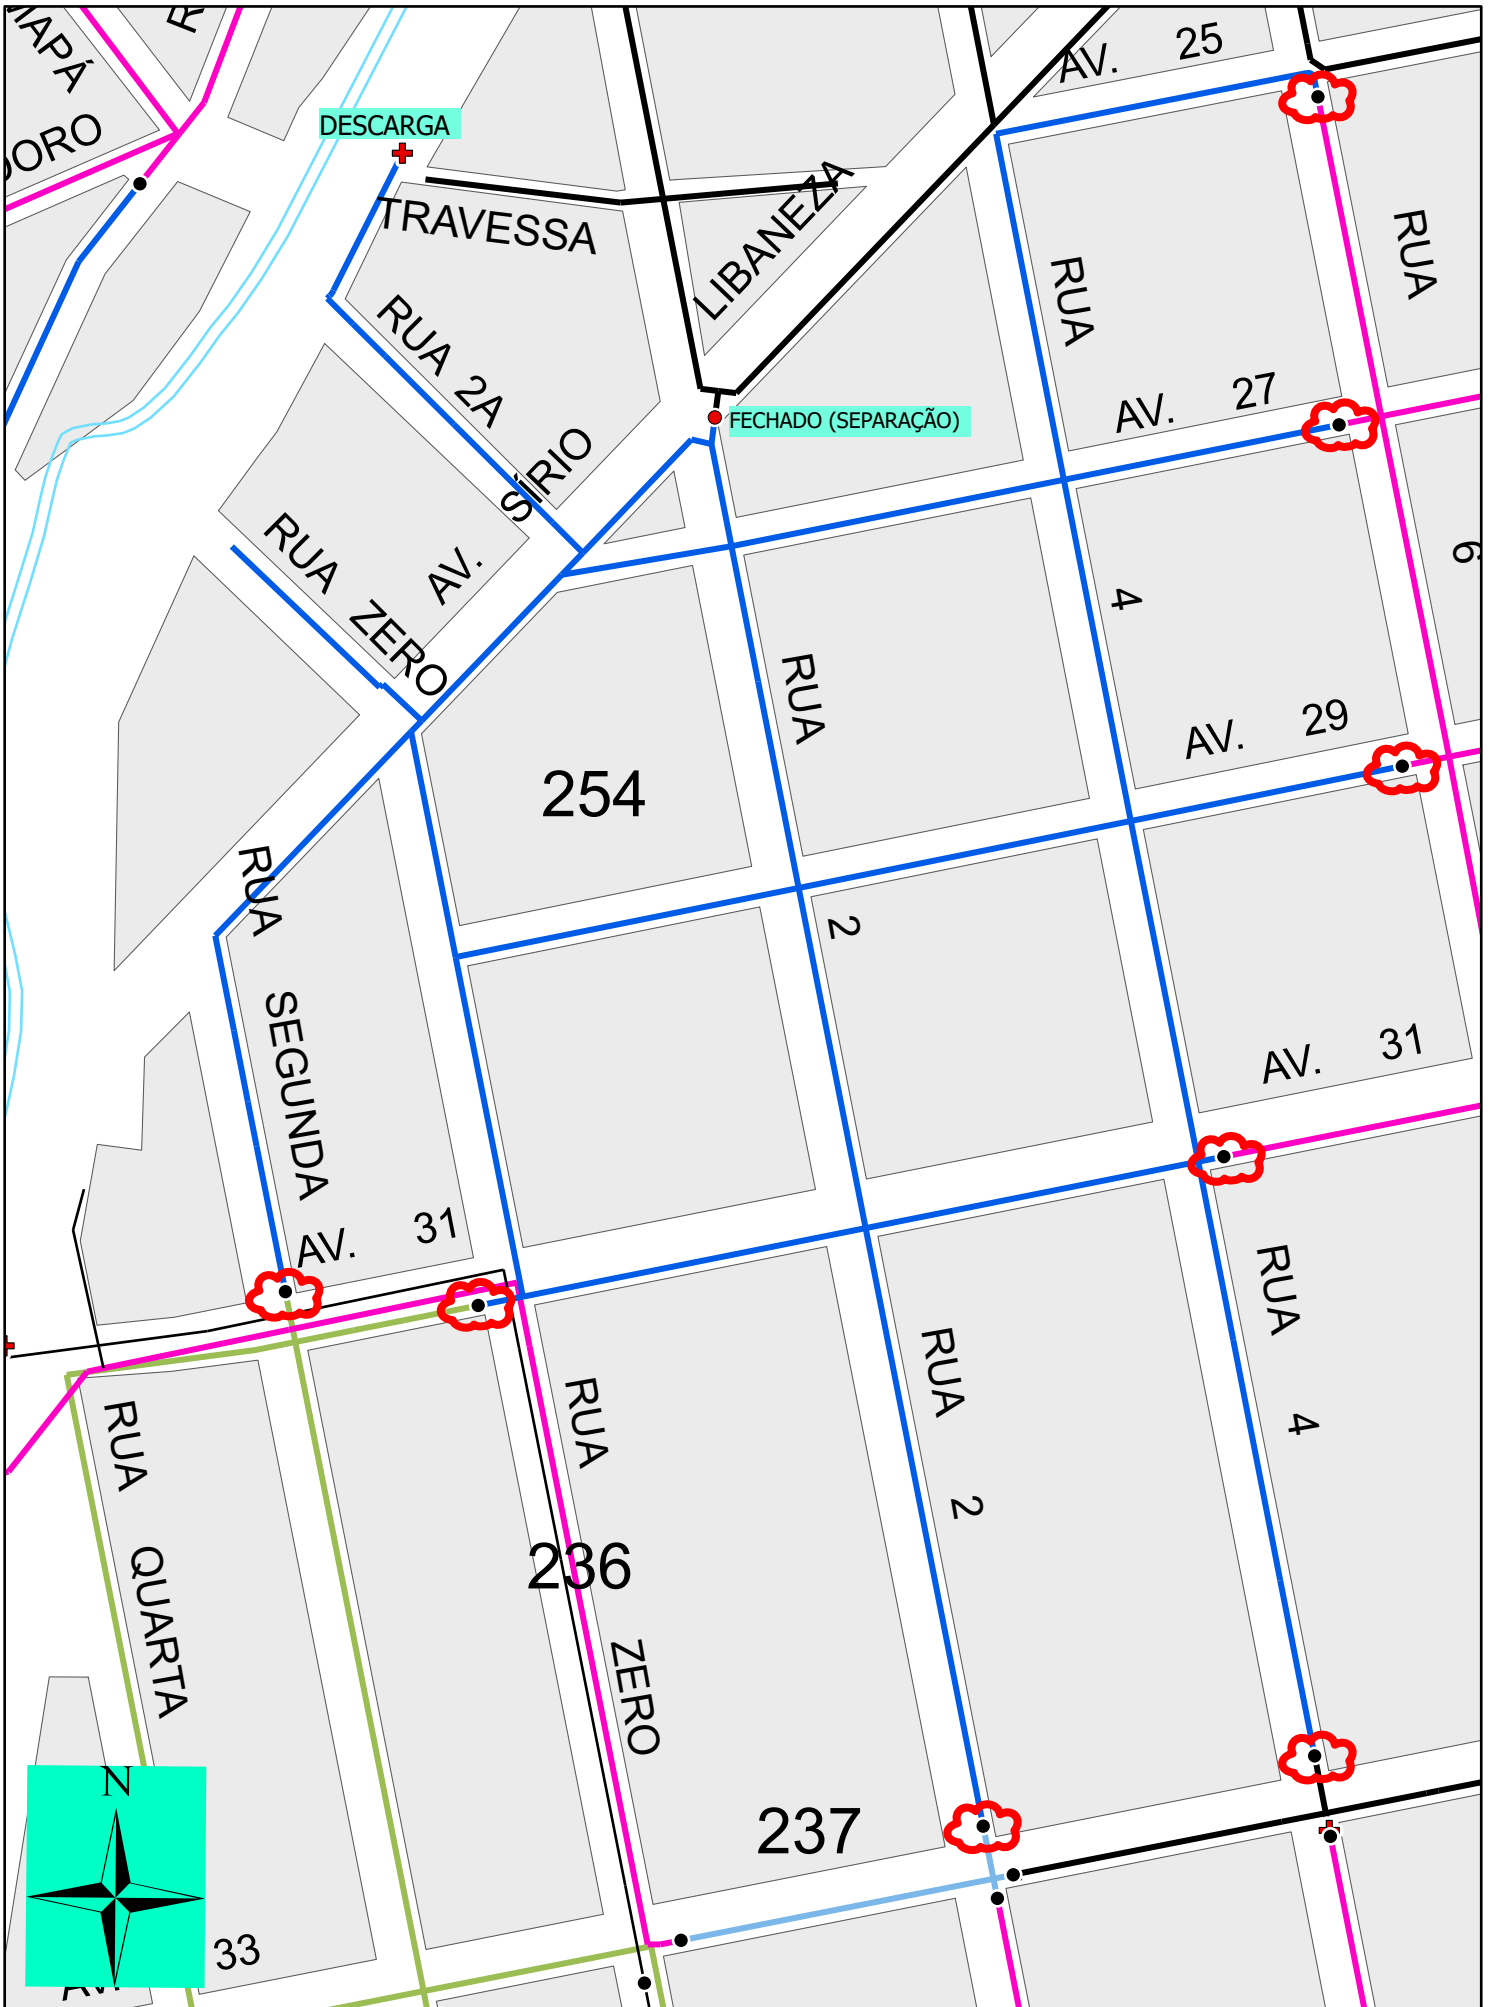 R
DORO
DESCARGA
AV. 25
TRAVESSA
LIBANEZA
RUA
RUA
RUA 2A
AV. 27
FECHADO (SEPARAÇÃO)
AV. SÍRIO
RUA ZERO
4
6
RUA
2
AV. 29
254
RUA SEGUNDA
AV. 31
AV. 31
RUA
4
RUA
2
RUA ZERO
RUA QUARTA
236
237
N
AV. 33